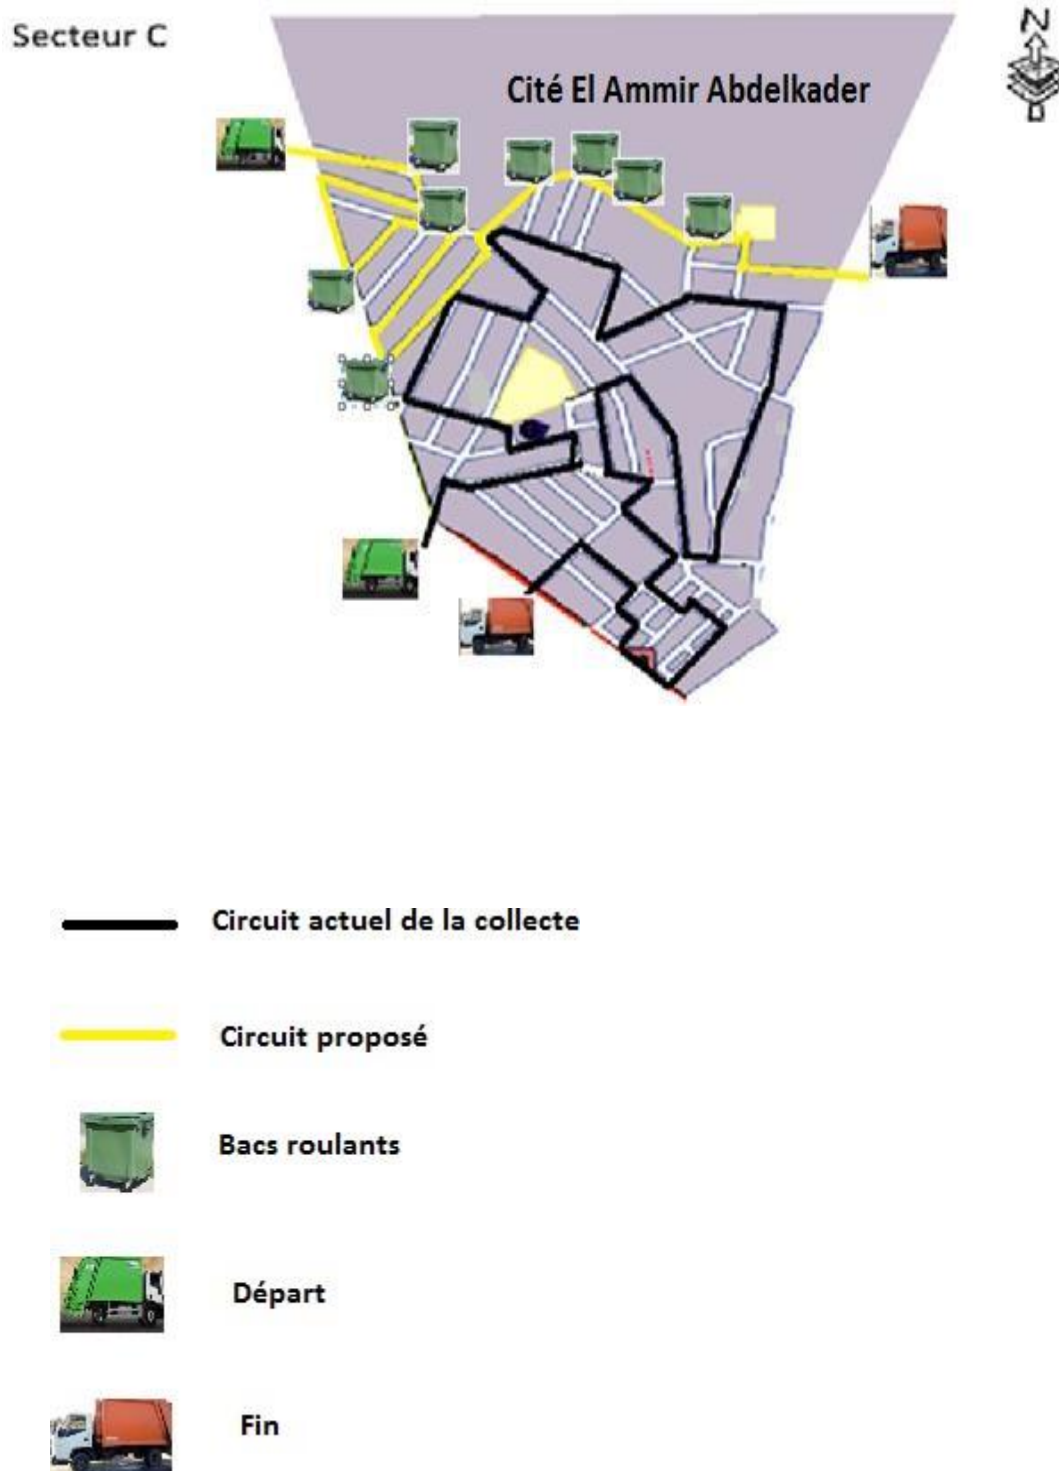 Secteur C
N
Cité El Ammir Abdelkader
Circuit actuel de la collecte
Circuit proposé
Bacs roulants
Départ
Fin